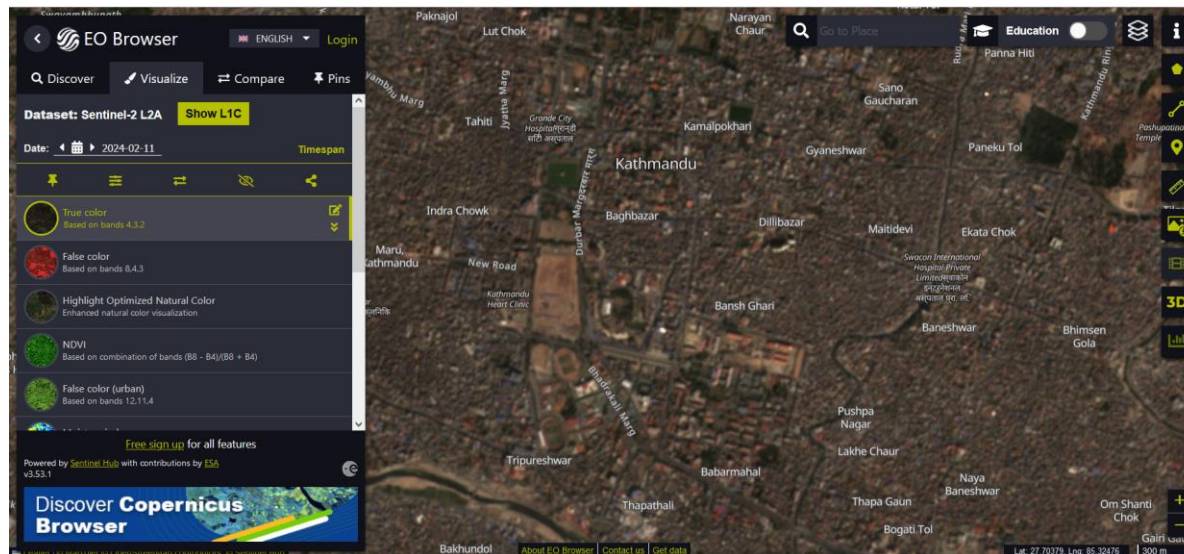 EO Browser
ENGLISH
Login
Discover
Visualize
Compare
Pins
Dataset: Sentinel-2 L2A
Show L1C
Date:
2024-02-11
Timespan
True color
Based on bands 4,3,2
False color
Based on bands 8,4,3
Highlight Optimized Natural Color
Enhanced natural color visualization
NDVI
Based on combination of bands (B8 - B4)/(B8 + B4)
False color (urban)
Based on bands 12,11,4
Free sign up for all features
Powered by Sentinel Hub with contributions by ESA
v3.53.1
Discover Copernicus
Browser
Go to Place
Education
3D
Paknajol
Lut Chok
Narayan
Chaur
Panna Hiti
Kathmandu Ring
Jyatha Marg
Tahiti
Grande City
Sano
Gaucharan
Kamalpokhari
Gyaneshwar
Paneku Tol
Temple
Kathmandu
Durbar Marg
Indra Chowk
Baghbazar
Dillibazar
Maitidevi
Ekata Chok
Maru,
Kathmandu
New Road
Swacon International
Hospital Private
Kathmandu
Heart Clinic
Bansh Ghari
Baneshwar
Bhimsen
Gola
Bhadrakali Marg
Pushpa
Nagar
Lakhe Chaur
Tripureshwar
Babarmahal
Naya
Baneshwar
Thapathali
Thapa Gaun
Om Shanti
Chok
Bogati Tol
Bakhundol
About EO Browser | Contact us | Get data
Lat: 27.70379, Lng: 85.32476
300 m